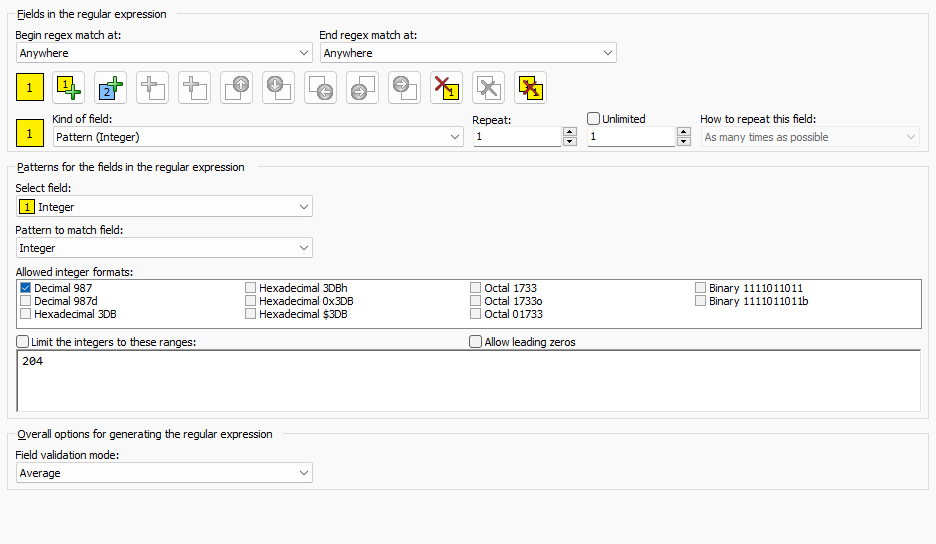 Fields in the regular expression
Begin regex match at: End regex match at:
Anywhere Anywhere
1 1 2 1 1
Kind of field: Repeat: Unlimited How to repeat this field:
1 Pattern (Integer) 1 1 As many times as possible
Patterns for the fields in the regular expression
Select field:
1 Integer
Pattern to match field:
Integer
Allowed integer formats:
Decimal 987 Hexadecimal 3DBh Octal 1733 Binary 1111011011
Decimal 987d Hexadecimal 0x3DB Octal 1733o Binary 1111011011b
Hexadecimal 3DB Hexadecimal $3DB Octal 01733
Limit the integers to these ranges: Allow leading zeros
204
Overall options for generating the regular expression
Field validation mode:
Average